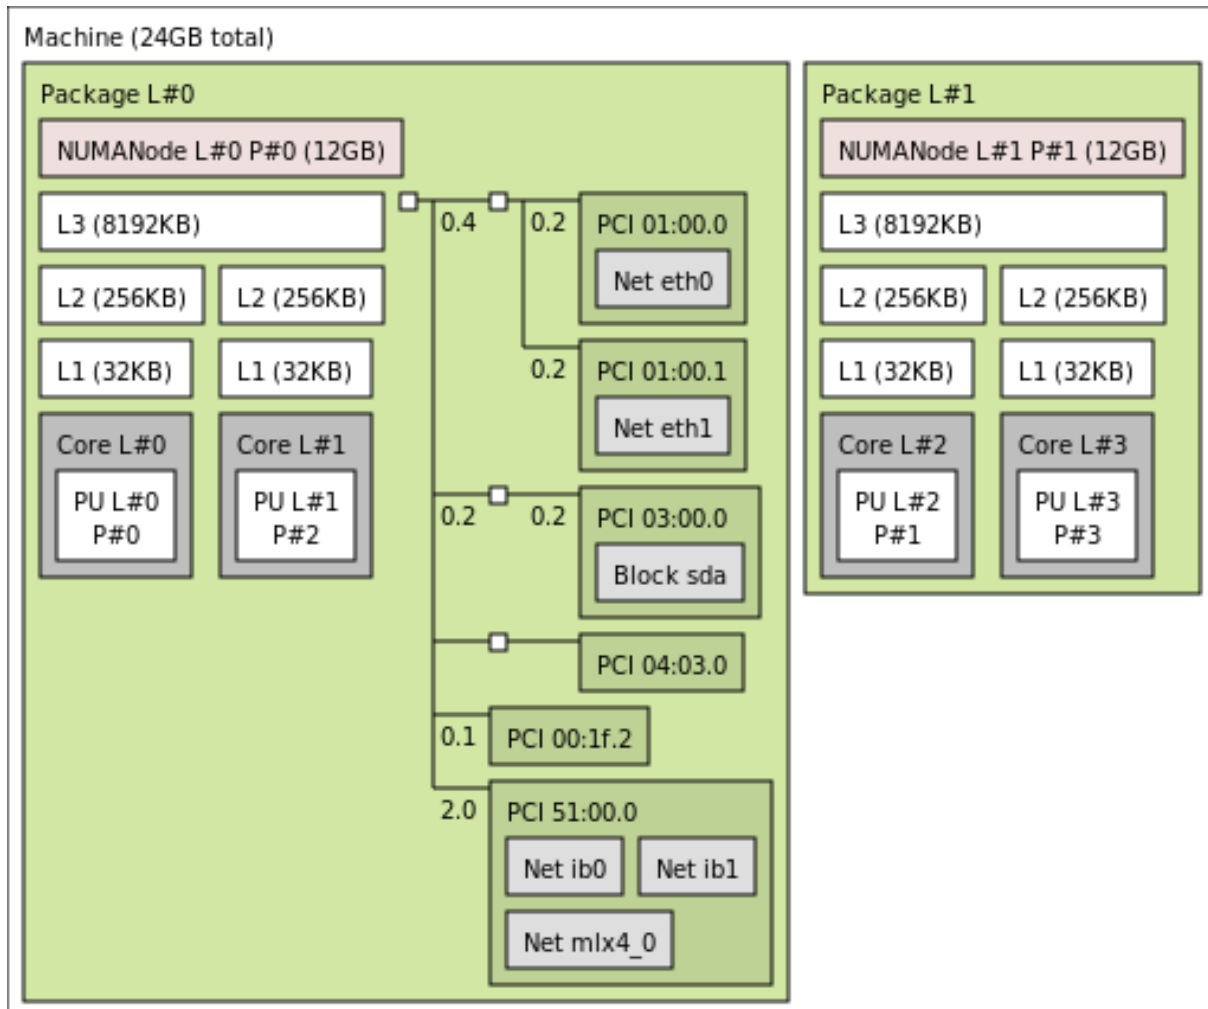 Machine (24GB total)
Package L#0
NUMANode L#0 P#0 (12GB)
L3 (8192KB)
L2 (256KB) L2 (256KB)
L1 (32KB) L1 (32KB)
Core L#0 Core L#1
PU L#0 PU L#1
P#0 P#2
0.4 0.2 PCI 01:00.0
Net eth0
0.2 PCI 01:00.1
Net eth1
0.2 0.2 PCI 03:00.0
Block sda
PCI 04:03.0
0.1 PCI 00:1f.2
2.0 PCI 51:00.0
Net ib0 Net ib1
Net mlx4_0
Package L#1
NUMANode L#1 P#1 (12GB)
L3 (8192KB)
L2 (256KB) L2 (256KB)
L1 (32KB) L1 (32KB)
Core L#2 Core L#3
PU L#2 PU L#3
P#1 P#3